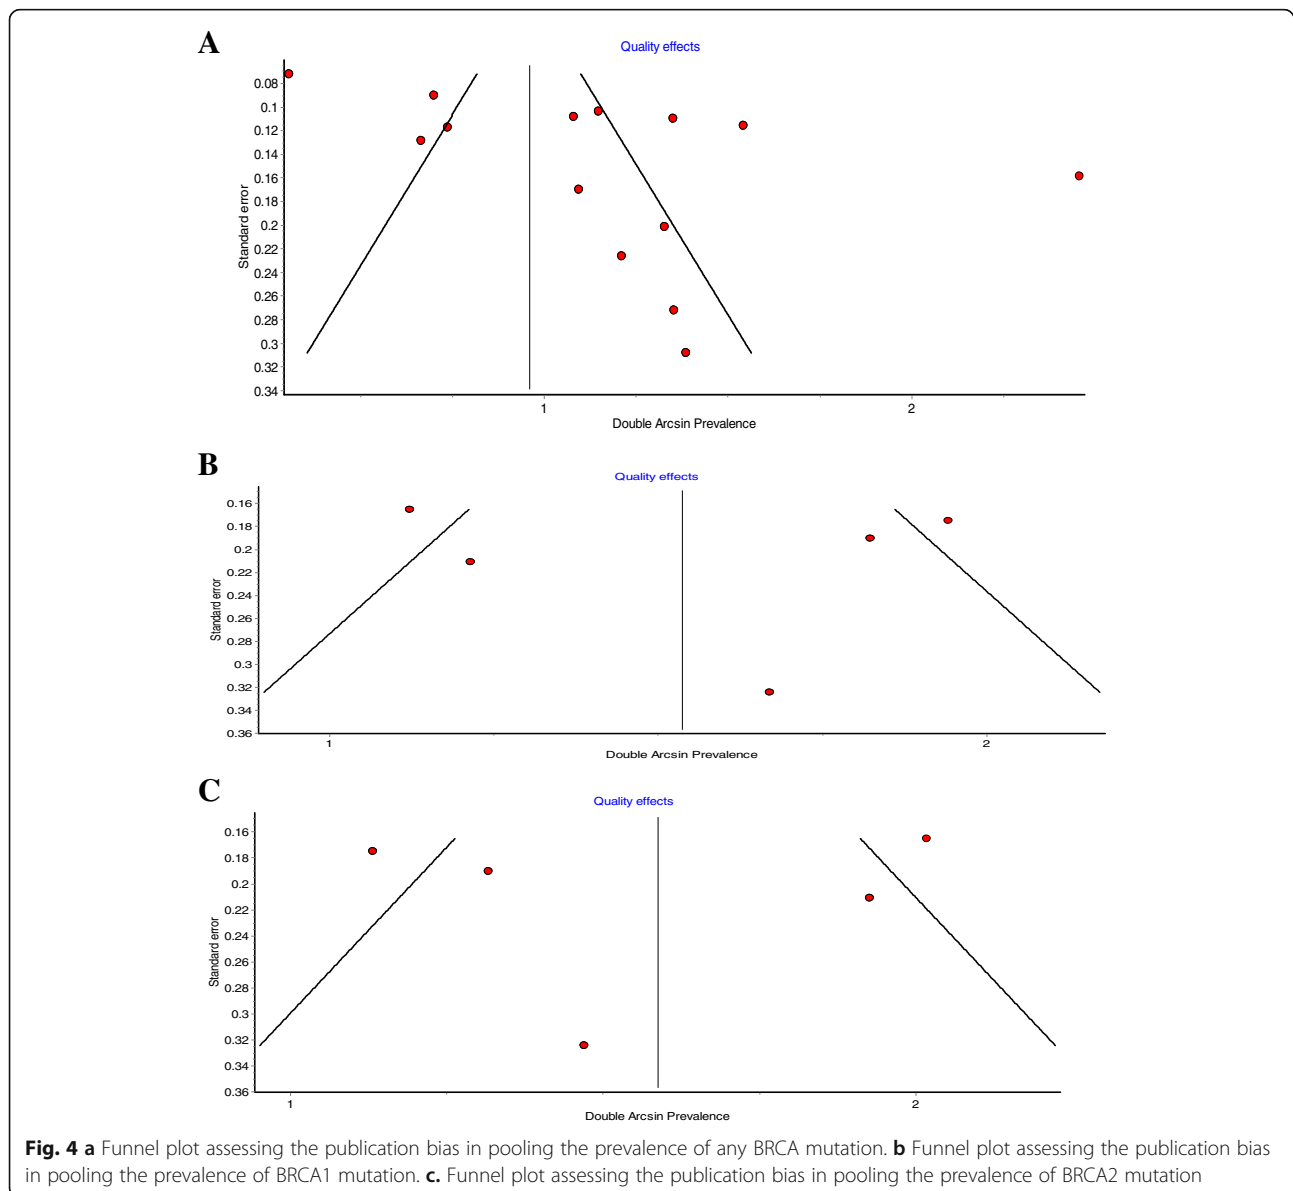 A
Quality effects
0.08
0.1
0.12
0.14
0.16
0.18
0.2
0.22
0.24
0.26
0.28
0.3
0.32
0.34
Standard error
1 2
Double Arcsin Prevalence
B
Quality effects
0.16
0.18
0.2
0.22
0.24
0.26
0.28
0.3
0.32
0.34
0.36
Standard error
1 2
Double Arcsin Prevalence
C
Quality effects
0.16
0.18
0.2
0.22
0.24
0.26
0.28
0.3
0.32
0.34
0.36
Standard error
1 2
Double Arcsin Prevalence
Fig. 4 a Funnel plot assessing the publication bias in pooling the prevalence of any BRCA mutation. b Funnel plot assessing the publication bias
in pooling the prevalence of BRCA1 mutation. c. Funnel plot assessing the publication bias in pooling the prevalence of BRCA2 mutation